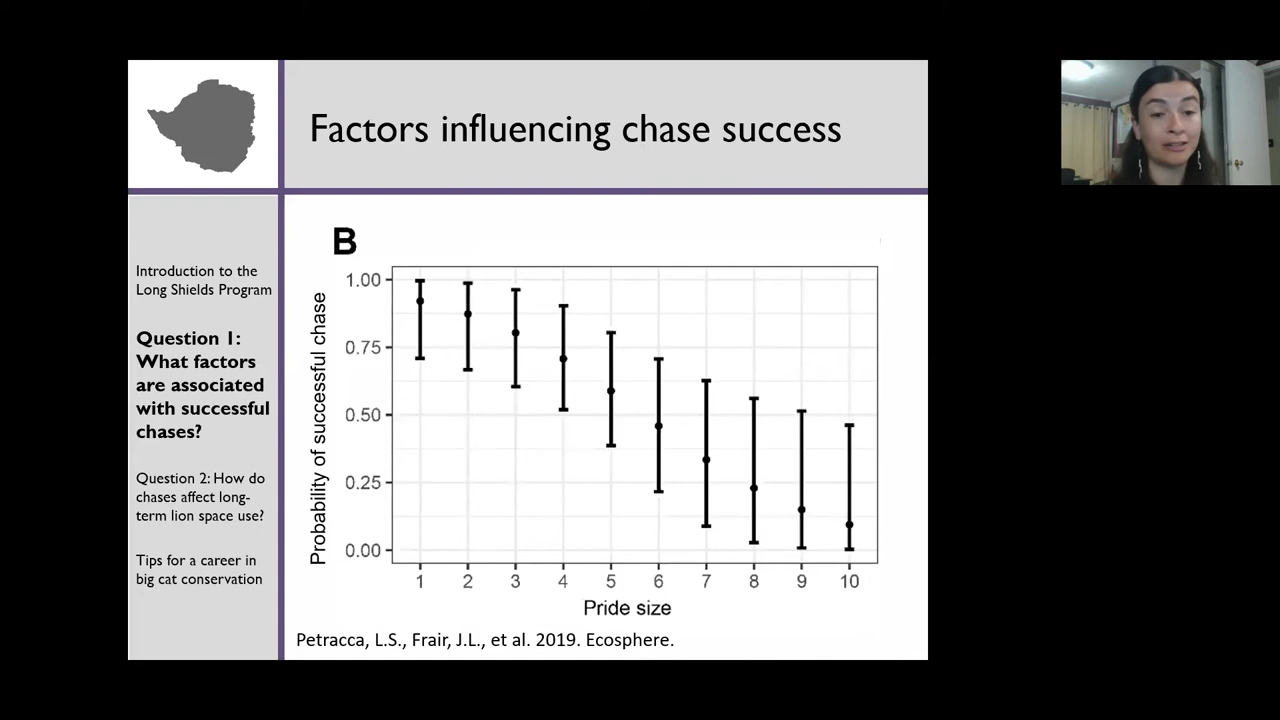 Factors influencing chase success
Introduction to the
Long Shields Program
Question 1:
What factors
are associated
with successful
chases?
Question 2: How do
chases affect long-
term lion space use?
Tips for a career in
big cat conservation
B
Probability of successful chase
1.00
0.75
0.50
0.25
0.00
1 2 3 4 5 6 7 8 9 10
Pride size
Petracca, L.S., Frair, J.L., et al. 2019. Ecosphere.